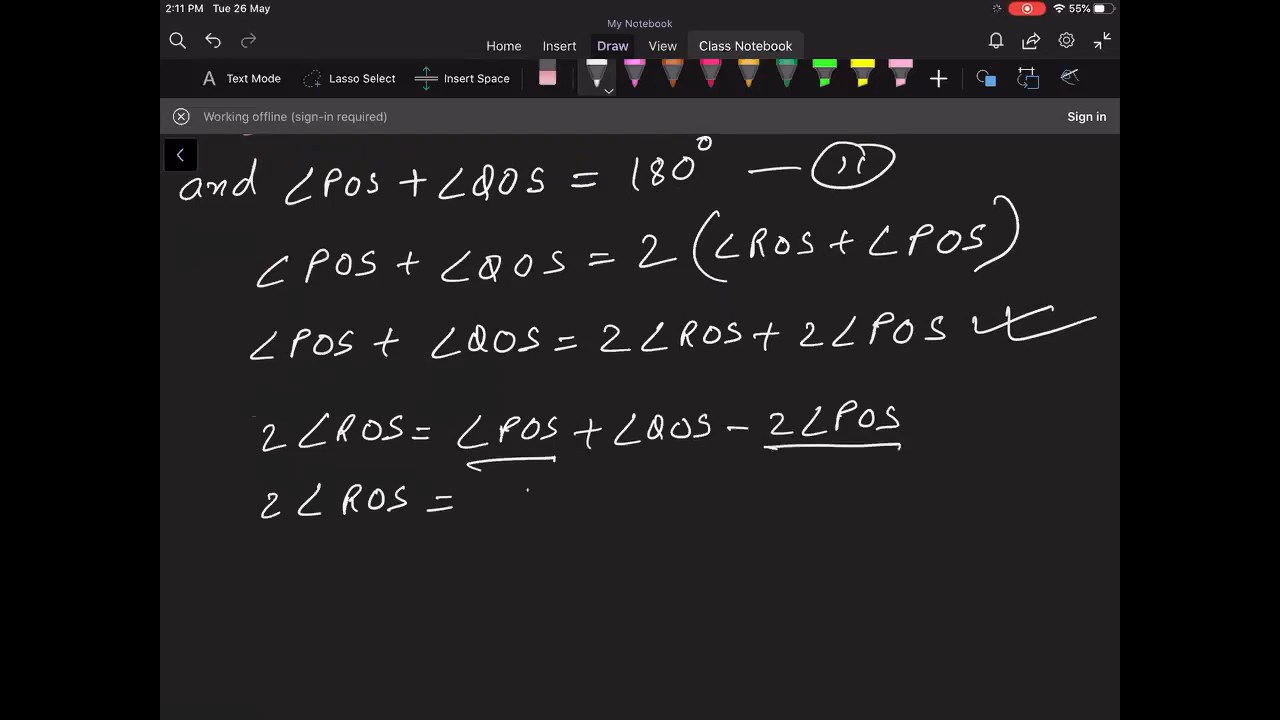 2:11 PM Tue 26 May
55%
My Notebook
Home Insert Draw View Class Notebook
Text Mode Lasso Select Insert Space
Working offline (sign-in required) Sign in
and ∠POS + ∠QOS = 180° — (ii)
∠POS + ∠QOS = 2 (∠ROS + ∠POS)
∠POS + ∠QOS = 2∠ROS + 2∠POS
2∠ROS = ∠POS + ∠QOS - 2∠POS
2∠ROS =